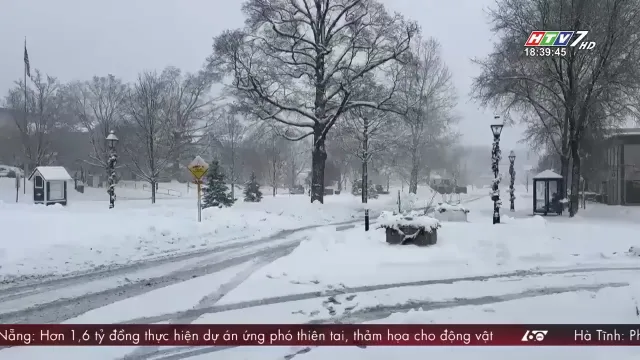 HTV7 HD
18:39:45
Nẵng: Hơn 1,6 tỷ đồng thực hiện dự án ứng phó thiên tai, thảm họa cho động vật 60 Hà Tĩnh: Ph